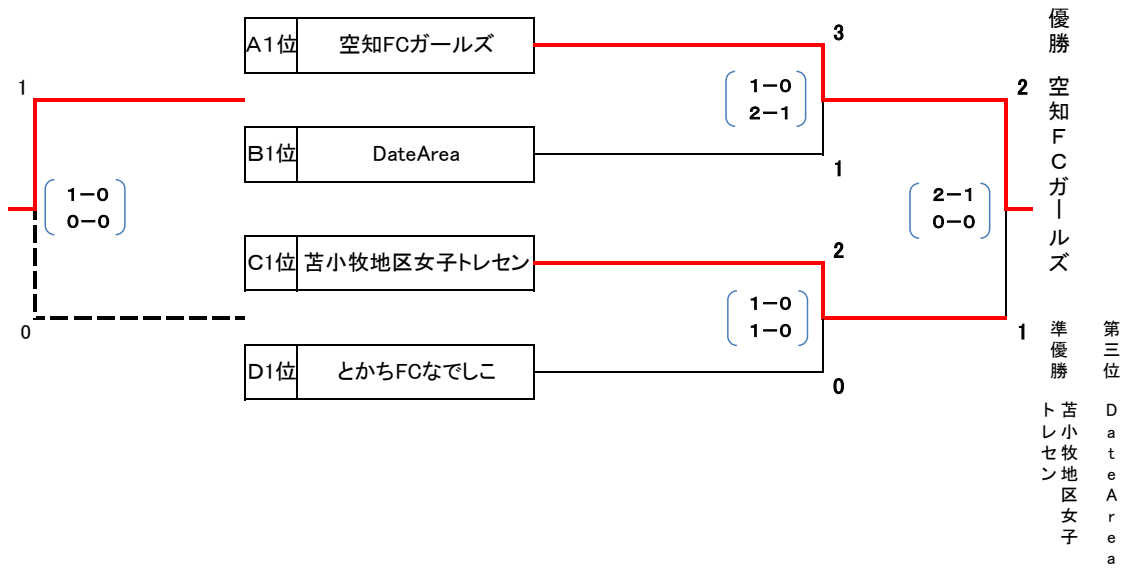 A1位 空知FCガールズ
B1位 DateArea
C1位 苫小牧地区女子トレセン
D1位 とかちFCなでしこ
1
1-0
0-0
0
3
1-0
2-1
1
2
1-0
1-0
0
2
2-1
0-0
1
優勝 空知FCガールズ
準優勝 苫小牧地区女子
トレセン
第三位 DateArea